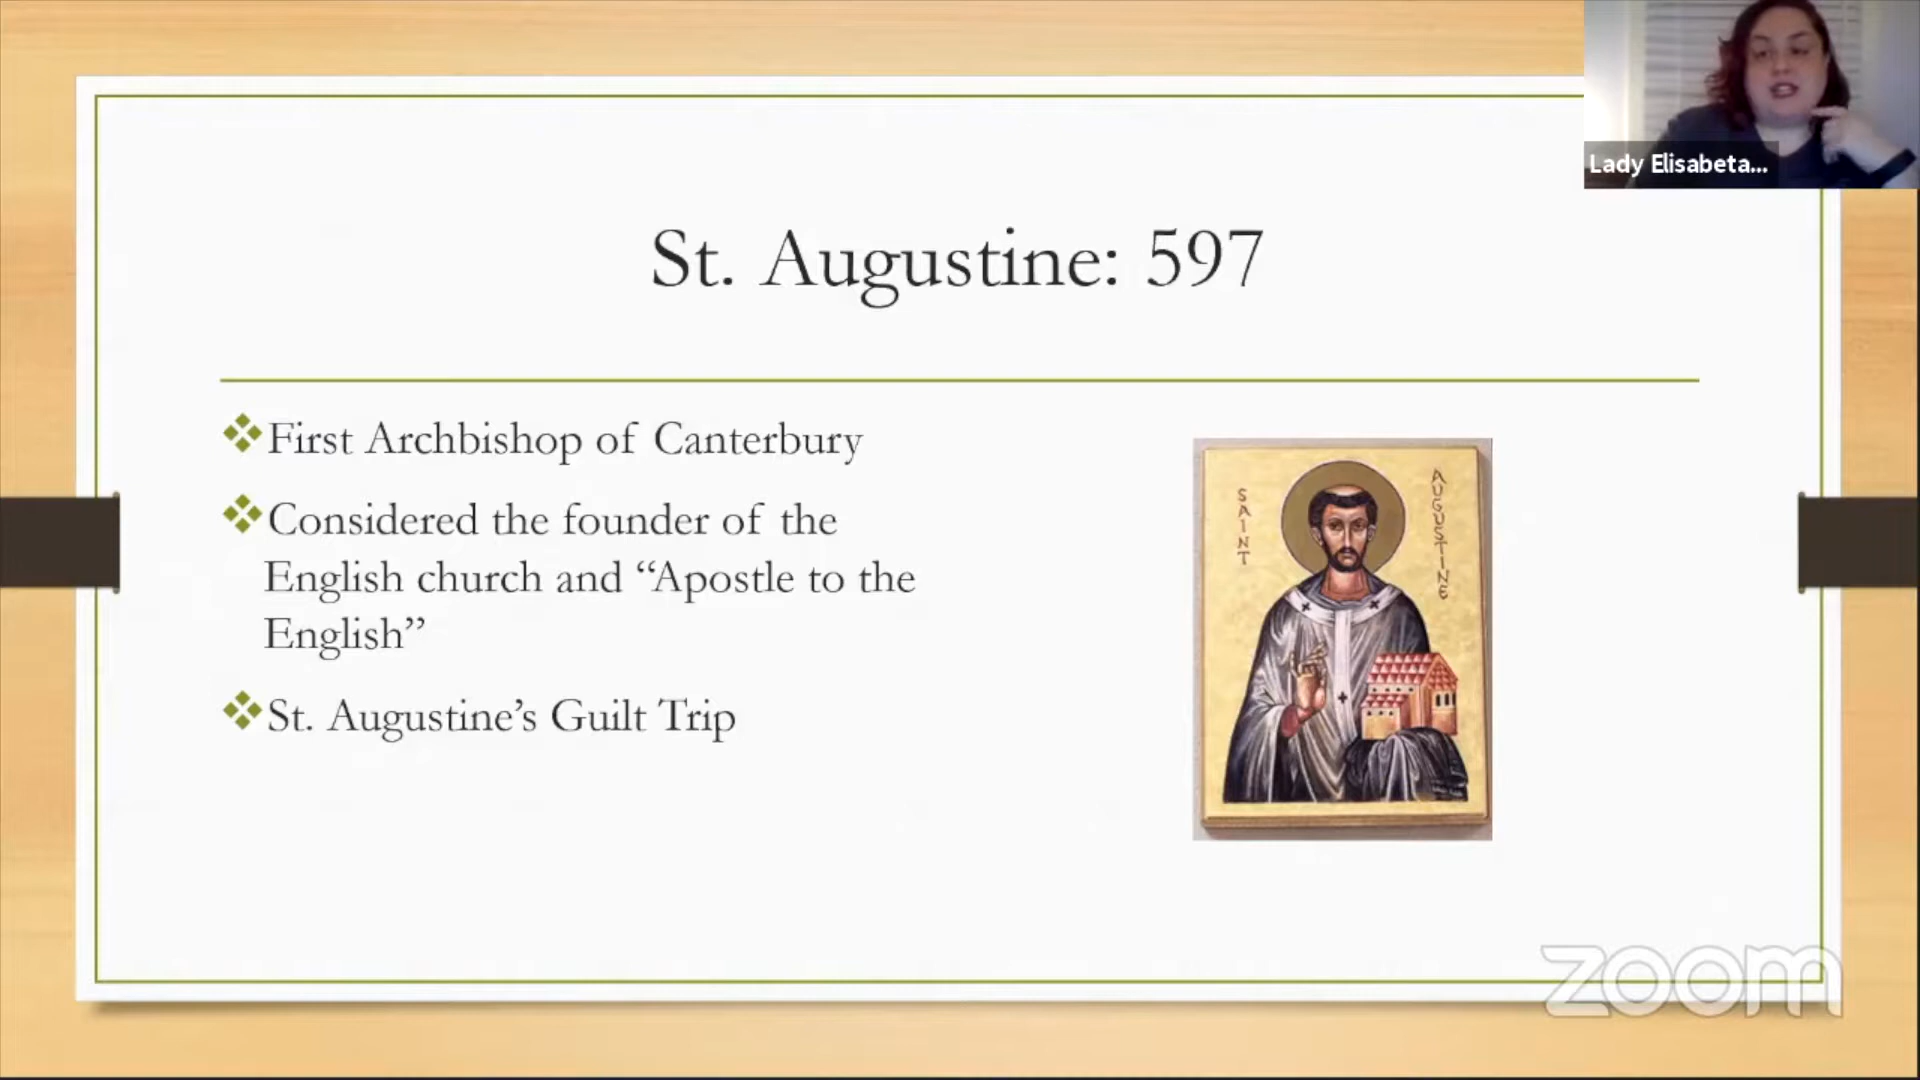 Lady Elisabeta...
St. Augustine: 597
First Archbishop of Canterbury
Considered the founder of the
English church and “Apostle to the
English”
St. Augustine’s Guilt Trip
SAINT
AUGUSTINE
zoom